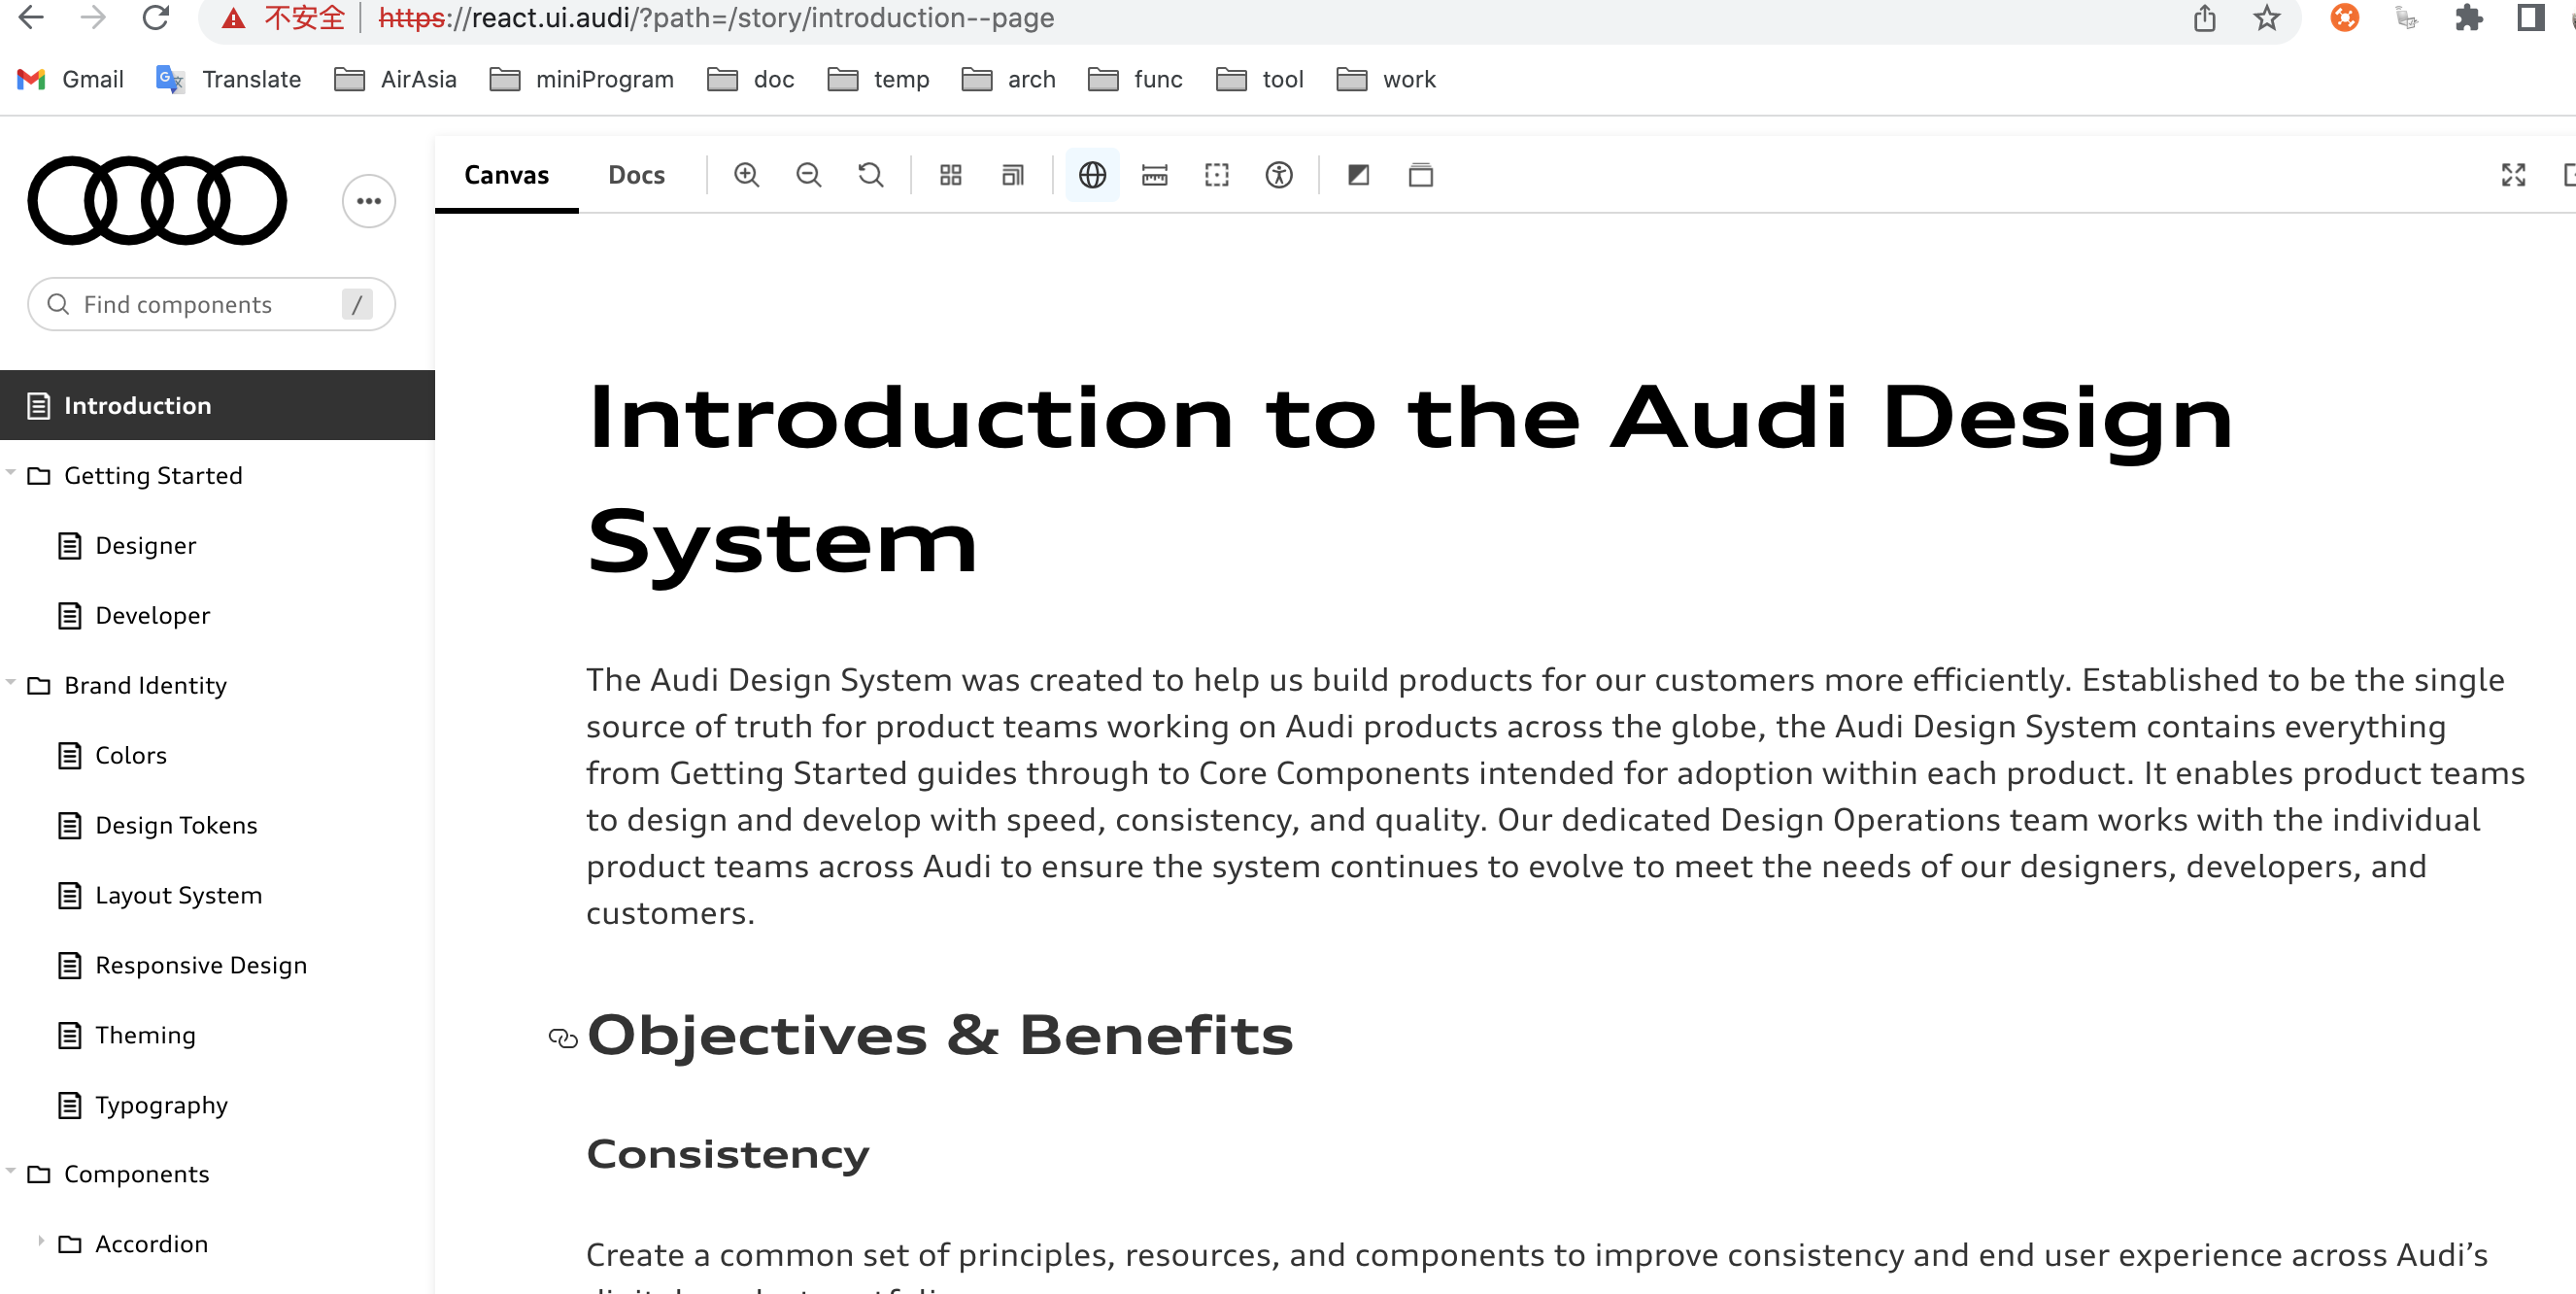 不安全 https://react.ui.audi/?path=/story/introduction--page
Gmail Translate AirAsia miniProgram doc temp arch func tool work
Canvas Docs
Find components /
Introduction
Getting Started
Designer
Developer
Brand Identity
Colors
Design Tokens
Layout System
Responsive Design
Theming
Typography
Components
Accordion
Introduction to the Audi Design
System
The Audi Design System was created to help us build products for our customers more efficiently. Established to be the single
source of truth for product teams working on Audi products across the globe, the Audi Design System contains everything
from Getting Started guides through to Core Components intended for adoption within each product. It enables product teams
to design and develop with speed, consistency, and quality. Our dedicated Design Operations team works with the individual
product teams across Audi to ensure the system continues to evolve to meet the needs of our designers, developers, and
customers.
Objectives & Benefits
Consistency
Create a common set of principles, resources, and components to improve consistency and end user experience across Audi’s